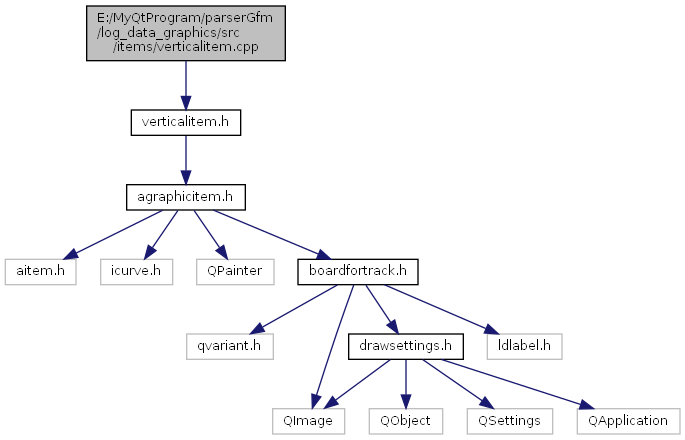 E:/MyQtProgram/parserGfm
/log_data_graphics/src
/items/verticalitem.cpp
verticalitem.h
agraphicitem.h
aitem.h
icurve.h
QPainter
boardfortrack.h
qvariant.h
drawsettings.h
ldlabel.h
QImage
QObject
QSettings
QApplication